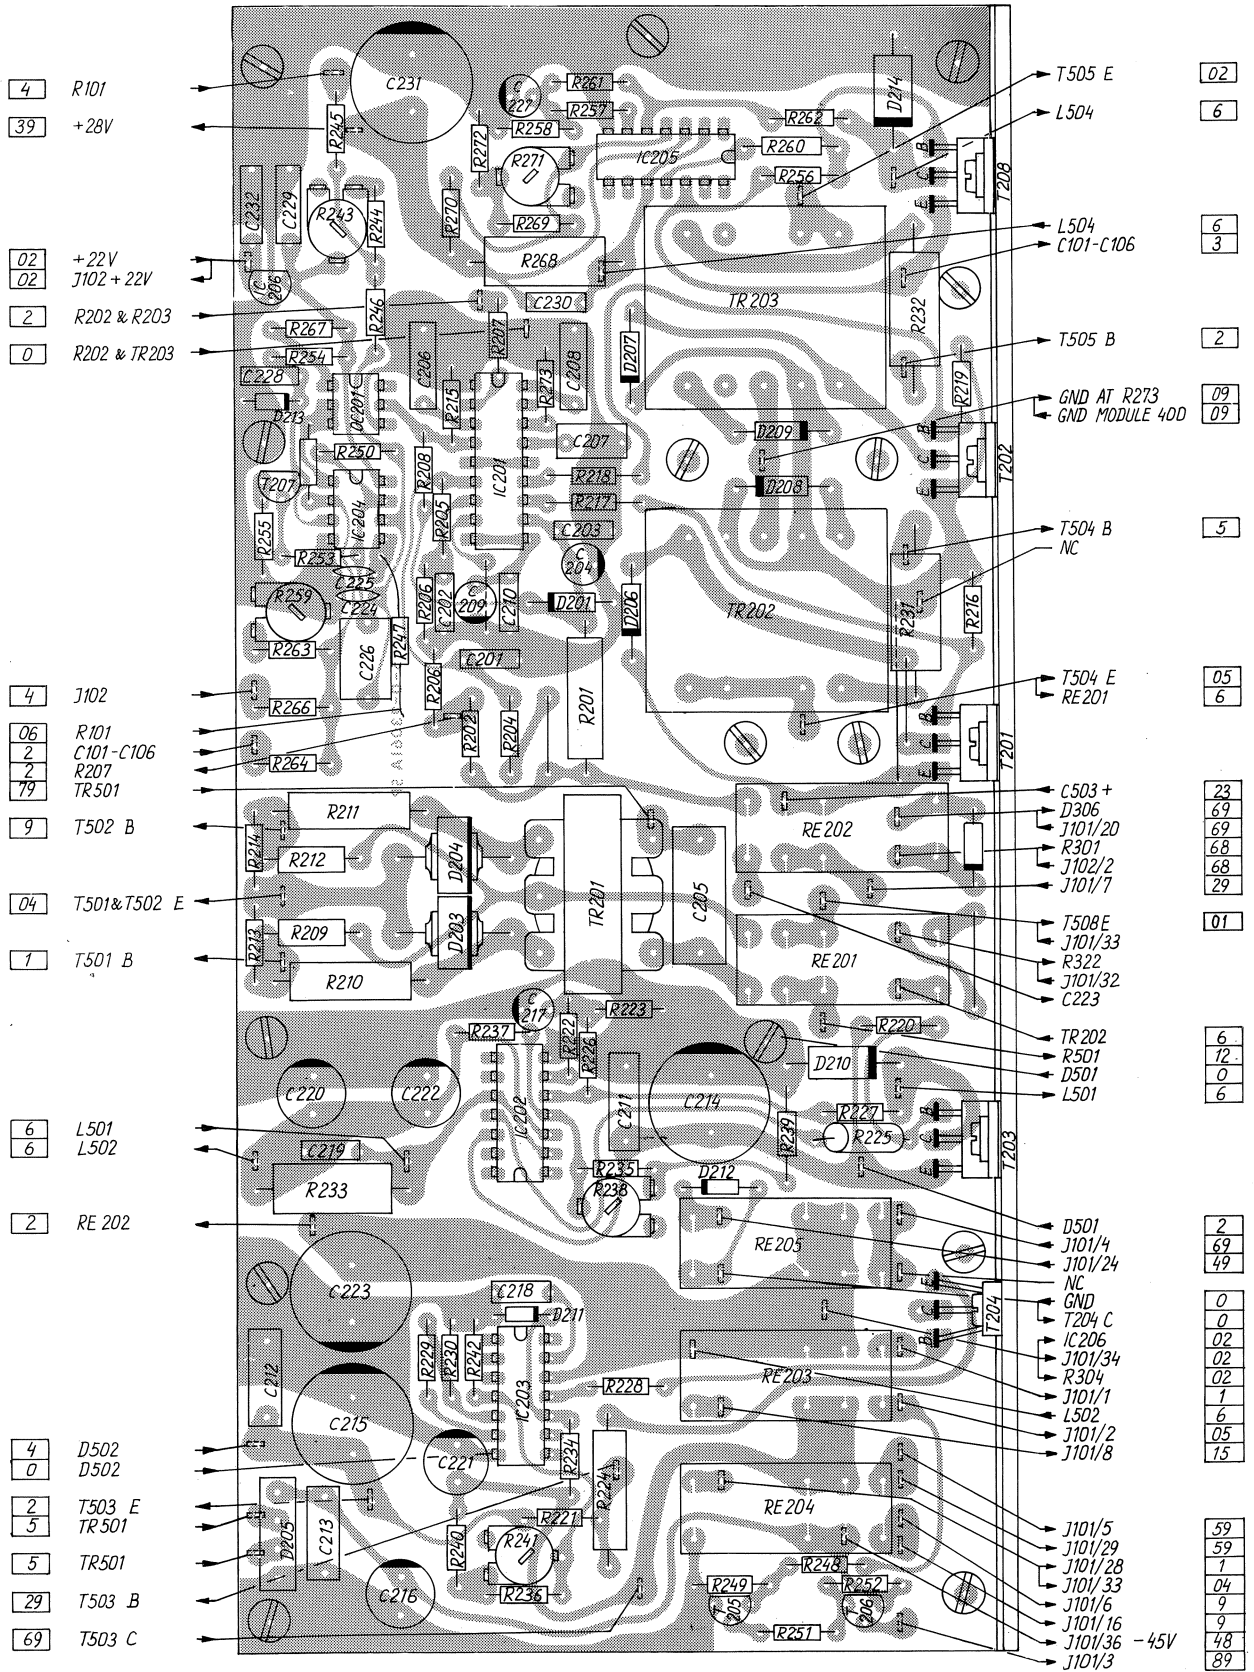 4 R101
39 +28V
02 +22V
02 J102+22V
2 R202 & R203
0 R202 & TR203
4 J102
06 R101
2 C101-C106
2 R207
79 TR501
9 T502 B
04 T501&T502 E
1 T501 B
6 L501
6 L502
2 RE 202
4 D502
0 D502
2 T503 E
5 TR501
5 TR501
29 T503 B
69 T503 C
C231
C 227
R261
R257
R258
R272
R245
R271
IC205
R262
R260
R256
D214
B
C
E
T208
C232
C229
R243
R244
R270
R269
R268
IC 206
R246
C230
TR203
R232
R267
R254
C228
D213
C206
R207
R215
R273
C208
D207
R219
OC201
R250
T207
R208
IC201
C207
R218
R217
D209
D208
B
C
E
T202
R255
IC204
R205
C203
C 204
R253
C225
C224
R259
R263
C226
R247
R206
C202
C 209
C210
D201
D206
TR202
R231
R216
C201
R206
R201
R266
R264
R202
R204
B
C
E
T201
R211
R214
R212
D204
TR201
C205
RE202
R213
R209
D203
R210
RE201
C 217
R223
R237
R222
R226
R220
D210
C220
C222
IC202
C211
C214
R239
R227
R225
B
C
E
T203
C219
R233
R235
R238
D212
RE205
C223
C218
D211
E
C
B
T204
C212
R229
R230
R242
IC203
R228
RE203
C215
C221
R234
R224
RE204
D205
C213
R240
R221
R241
R236
C216
R248
R249
R252
T 205
T 206
R251
T505 E 02
L504 6
L504 6
C101-C106 3
T505 B 2
GND AT R273 09
GND MODULE 400 09
T504 B 5
NC
T504 E 05
RE201 6
C503+ 23
D306 69
J101/20 69
R301 68
J102/2 68
J101/7 29
T508E 01
J101/33
R322
J101/32
C223
TR202 6
R501 12
D501 0
L501 6
D501 2
J101/4 69
J101/24 49
NC
GND 0
T204 C 0
IC206 02
J101/34 02
R304 02
J101/1 1
L502 6
J101/2 05
J101/8 15
J101/5 59
J101/29 59
J101/28 1
J101/33 04
J101/6 9
J101/16 9
J101/36 -45V 48
J101/3 89